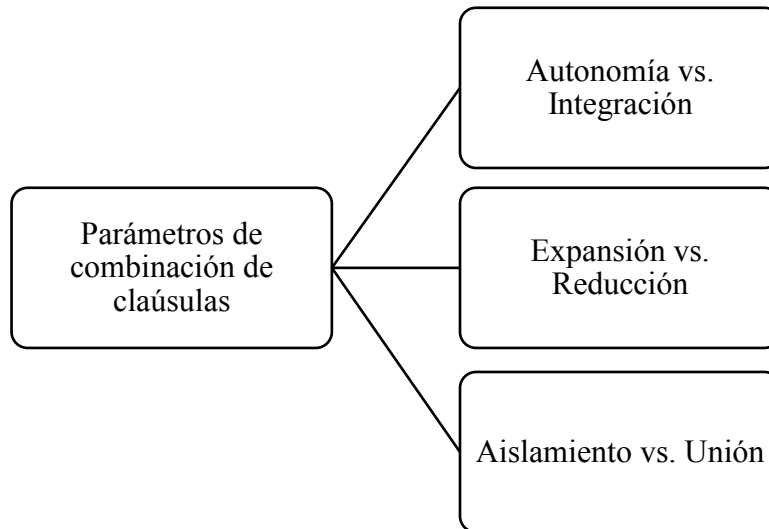 Parámetros de
combinación de
claúsulas
Autonomía vs.
Integración
Expansión vs.
Reducción
Aislamiento vs. Unión